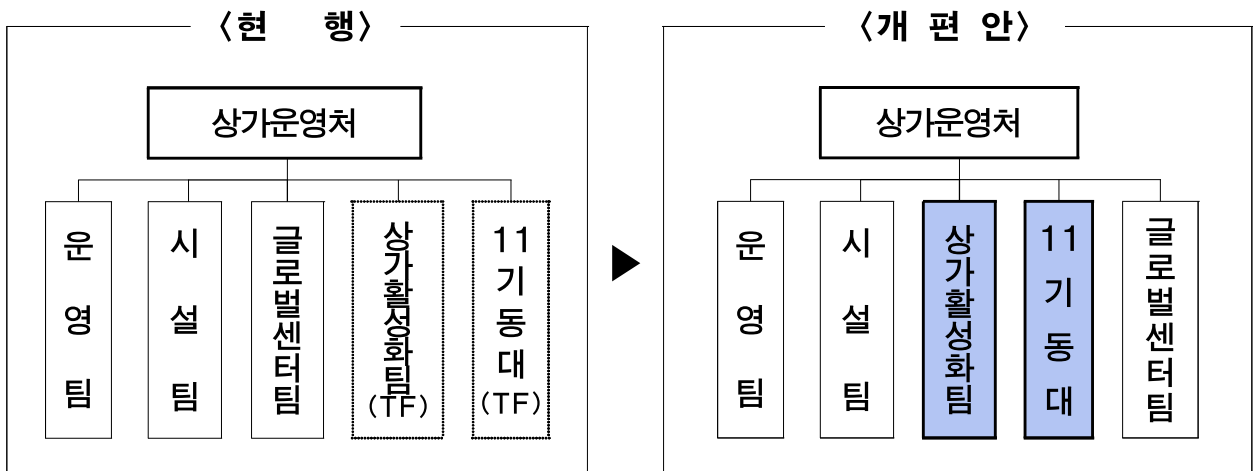 〈현 행〉
상가운영처
운영팀
시설팀
글로벌센터팀
상가활성화팀(TF)
11기동대(TF)
▶
〈개 편 안〉
상가운영처
운영팀
시설팀
상가활성화팀
11기동대
글로벌센터팀